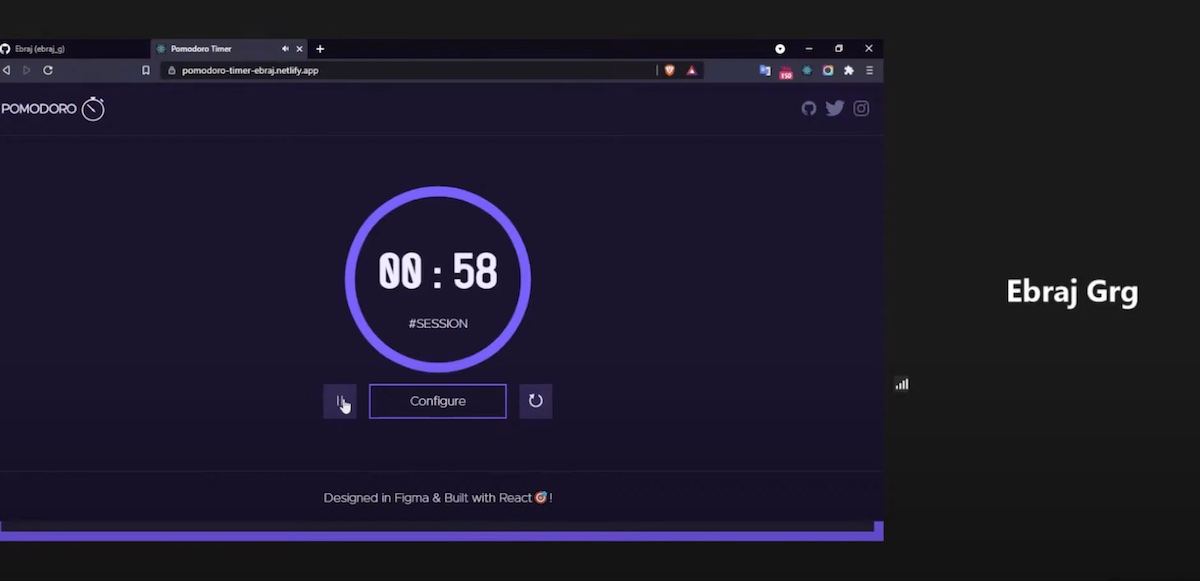 Ebraj (ebraj_g)
Pomodoro Timer
pomodoro-timer-ebraj.netlify.app
150
POMODORO
00 : 58
#SESSION
Configure
Designed in Figma & Built with React🎯!
Ebraj Grg